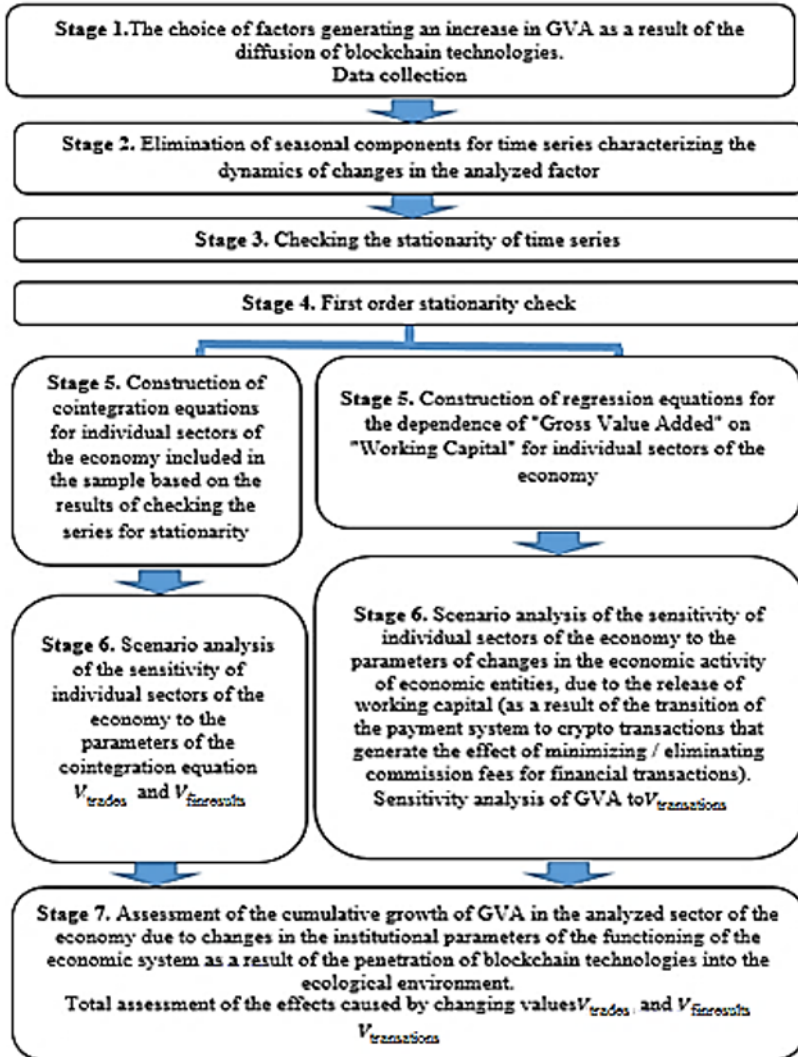 Stage 1.The choice of factors generating an increase in GVA as a result of the
diffusion of blockchain technologies.
Data collection
Stage 2. Elimination of seasonal components for time series characterizing the
dynamics of changes in the analyzed factor
Stage 3. Checking the stationarity of time series
Stage 4. First order stationarity check
Stage 5. Construction of
cointegration equations
for individual sectors of
the economy included in
the sample based on the
results of checking the
series for stationarity
Stage 5. Construction of regression equations for
the dependence of "Gross Value Added" on
"Working Capital" for individual sectors of the
economy
Stage 6. Scenario analysis
of the sensitivity of
individual sectors of the
economy to the
parameters of the
cointegration equation
Vtrades and Vfinresults
Stage 6. Scenario analysis of the sensitivity of
individual sectors of the economy to the
parameters of changes in the economic activity
of economic entities, due to the release of
working capital (as a result of the transition of
the payment system to crypto transactions that
generate the effect of minimizing / eliminating
commission fees for financial transactions).
Sensitivity analysis of GVA toVtransations
Stage 7. Assessment of the cumulative growth of GVA in the analyzed sector of the
economy due to changes in the institutional parameters of the functioning of the
economic system as a result of the penetration of blockchain technologies into the
ecological environment.
Total assessment of the effects caused by changing valuesVtrades, and Vfinresults
Vtransations